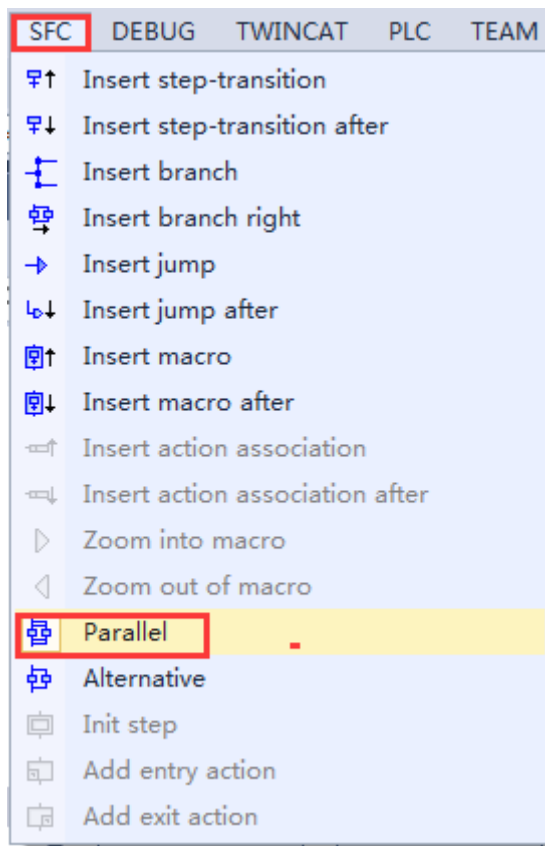 SFC DEBUG TWINCAT PLC TEAM
Insert step-transition
Insert step-transition after
Insert branch
Insert branch right
Insert jump
Insert jump after
Insert macro
Insert macro after
Insert action association
Insert action association after
Zoom into macro
Zoom out of macro
Parallel
Alternative
Init step
Add entry action
Add exit action